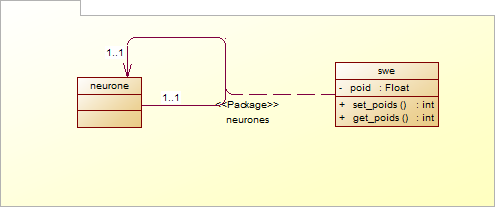 1..1
neurone
1..1
<<Package>>
neurones
swe
- poid : Float
+ set_poids () : int
+ get_poids () : int